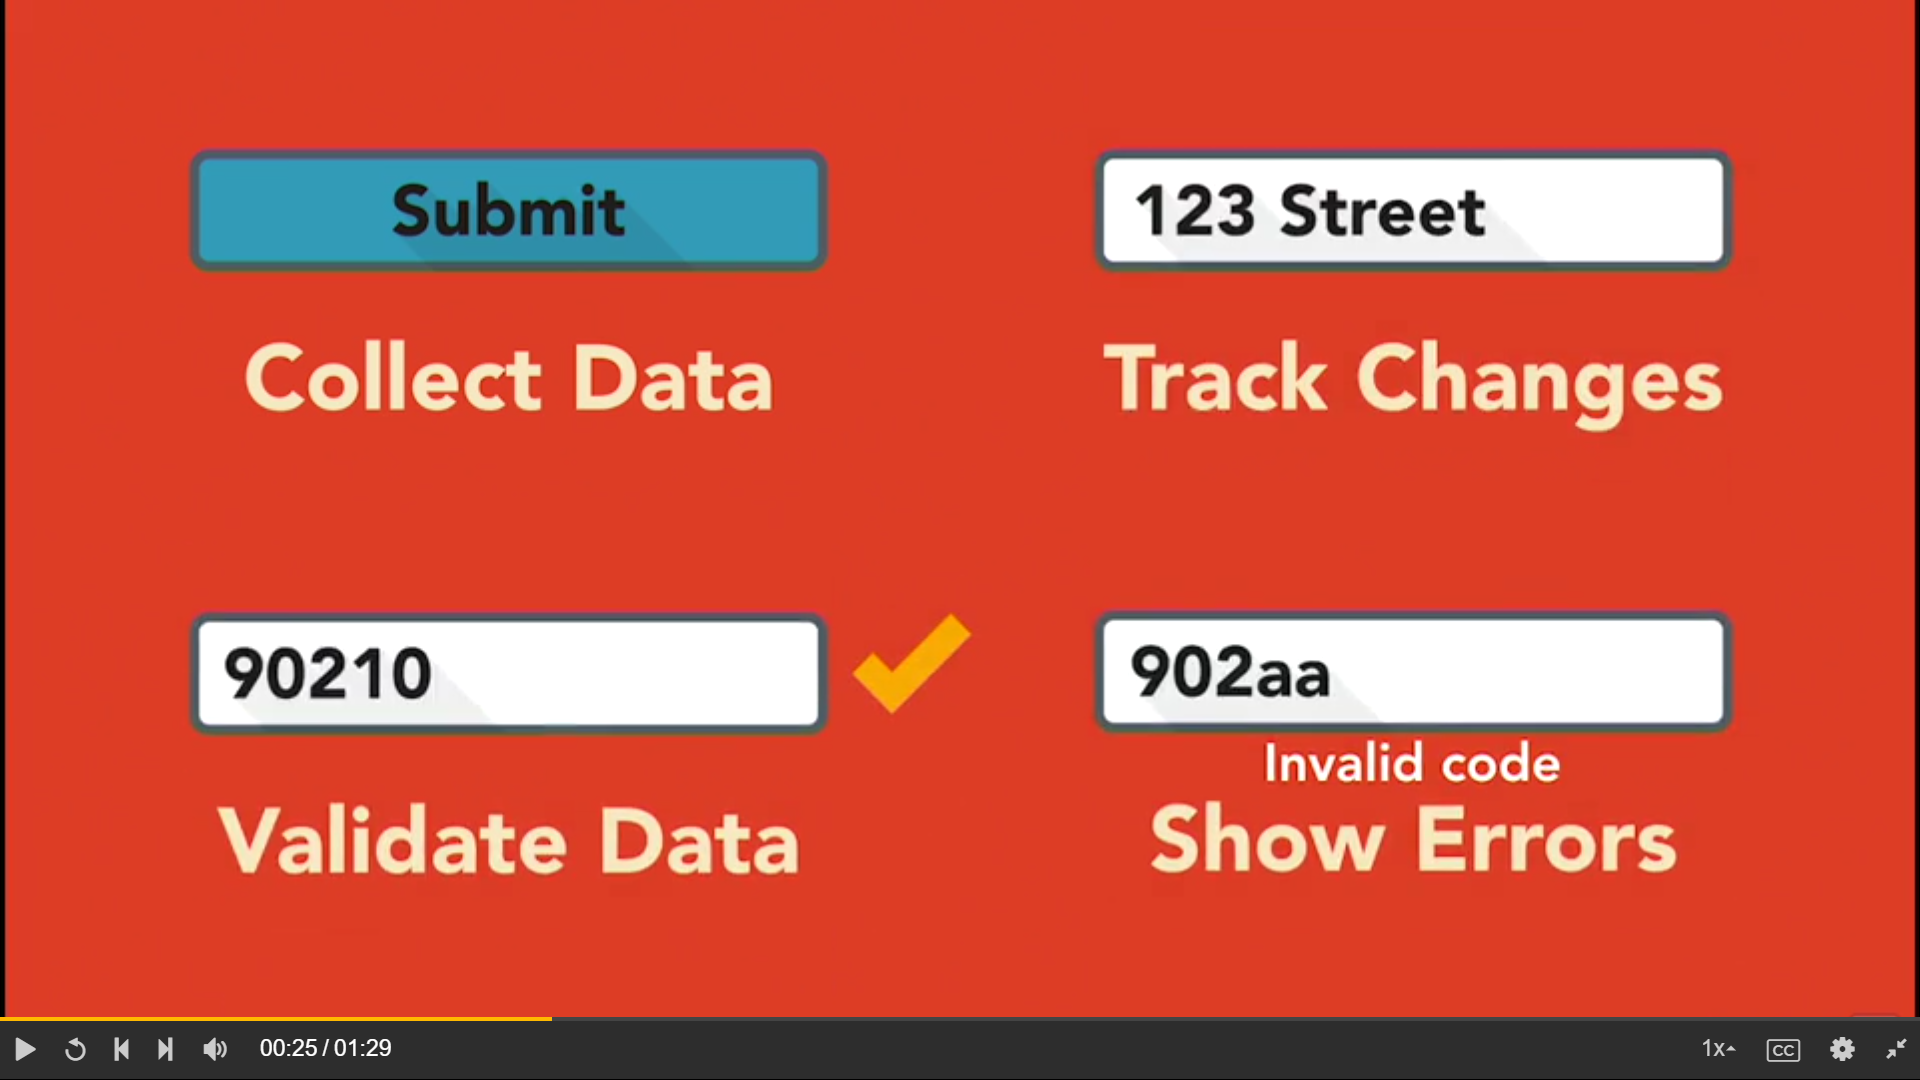 Submit
Collect Data
123 Street
Track Changes
90210
Validate Data
902aa
Invalid code
Show Errors
00:25 / 01:29
1x
CC